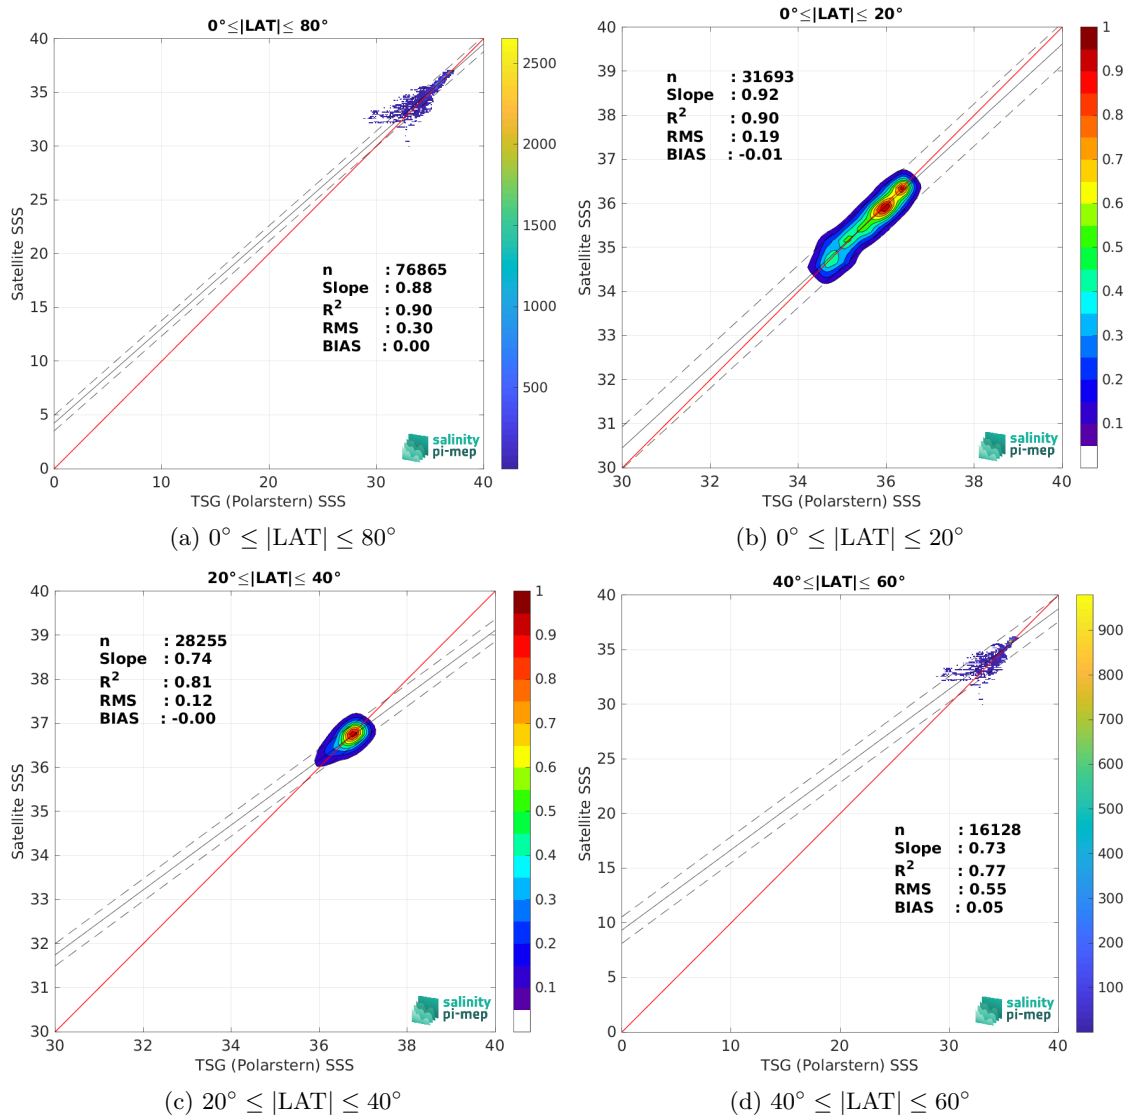 0°≤|LAT|≤ 80°
40
35
30
25
20
15
10
5
0
0
10
20
30
40
Satellite SSS
TSG (Polarstern) SSS
n : 76865
Slope : 0.88
R² : 0.90
RMS : 0.30
BIAS : 0.00
2500
2000
1500
1000
500
salinity
pi-mep
(a) 0° ≤ |LAT| ≤ 80°
0°≤|LAT|≤ 20°
40
39
38
37
36
35
34
33
32
31
30
30
32
34
36
38
40
Satellite SSS
TSG (Polarstern) SSS
n : 31693
Slope : 0.92
R² : 0.90
RMS : 0.19
BIAS : -0.01
1
0.9
0.8
0.7
0.6
0.5
0.4
0.3
0.2
0.1
salinity
pi-mep
(b) 0° ≤ |LAT| ≤ 20°
20°≤|LAT|≤ 40°
40
39
38
37
36
35
34
33
32
31
30
30
32
34
36
38
40
Satellite SSS
TSG (Polarstern) SSS
n : 28255
Slope : 0.74
R² : 0.81
RMS : 0.12
BIAS : -0.00
1
0.9
0.8
0.7
0.6
0.5
0.4
0.3
0.2
0.1
salinity
pi-mep
(c) 20° ≤ |LAT| ≤ 40°
40°≤|LAT|≤ 60°
40
35
30
25
20
15
10
5
0
0
10
20
30
40
Satellite SSS
TSG (Polarstern) SSS
n : 16128
Slope : 0.73
R² : 0.77
RMS : 0.55
BIAS : 0.05
900
800
700
600
500
400
300
200
100
salinity
pi-mep
(d) 40° ≤ |LAT| ≤ 60°